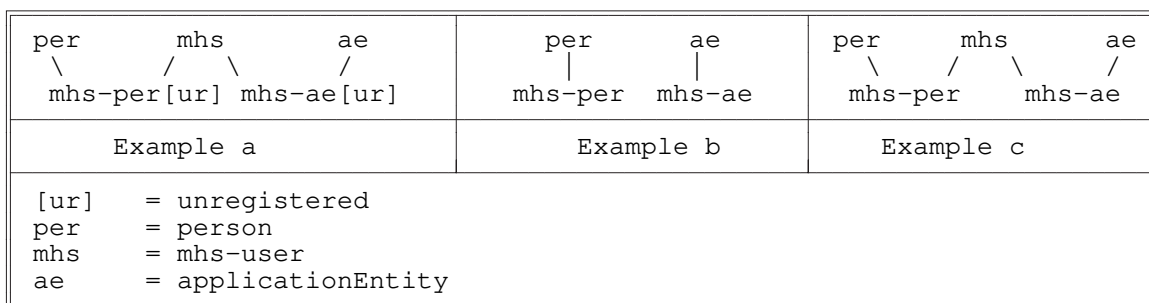 per mhs ae per ae per mhs ae
mhs-per[ur] mhs-ae[ur] mhs-per mhs-ae mhs-per mhs-ae
Example a Example b Example c
[ur] = unregistered
per = person
mhs = mhs-user
ae = applicationEntity